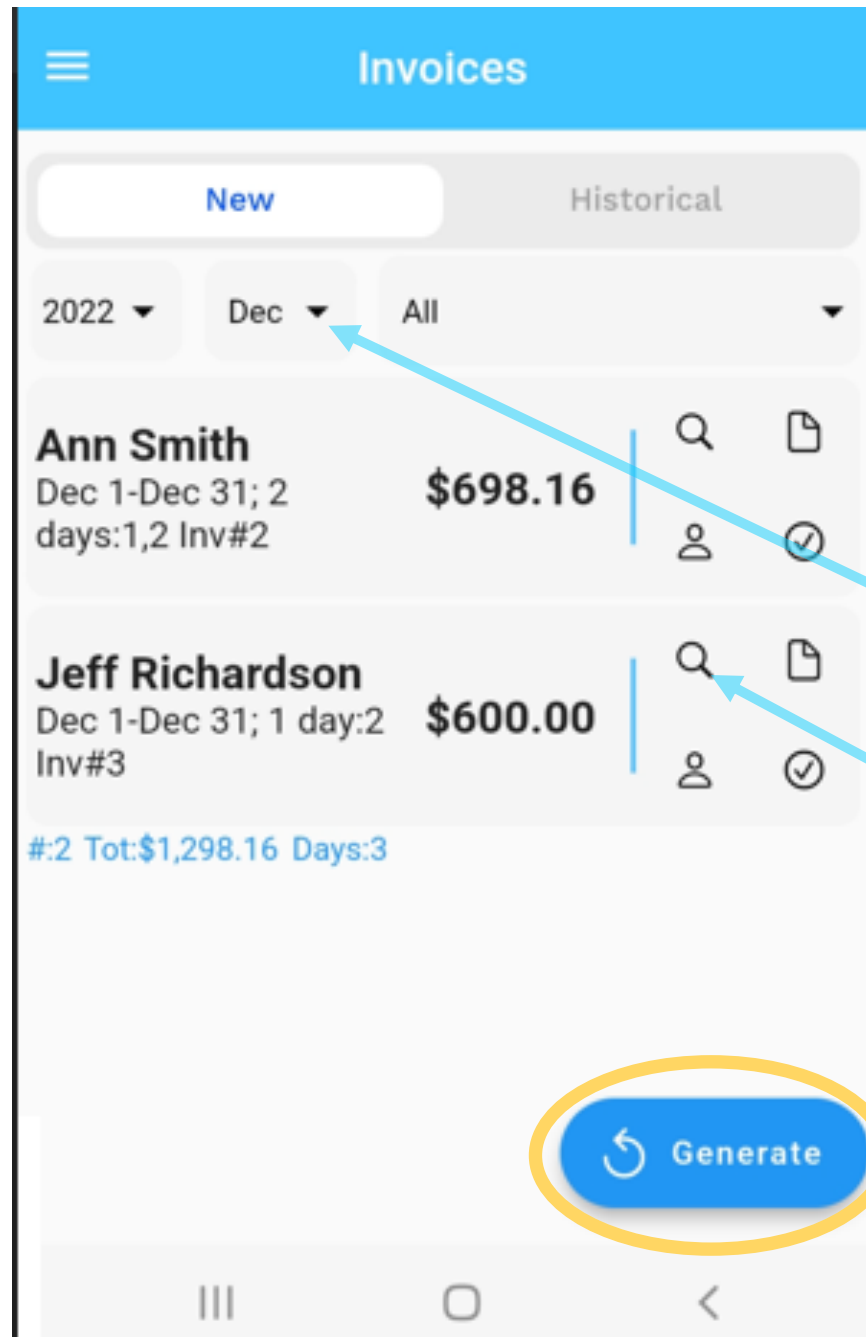 Invoices
New Historical
2022 Dec All
Ann Smith
Dec 1-Dec 31; 2
days:1,2 Inv#2
$698.16
Jeff Richardson
Dec 1-Dec 31; 1 day:2
Inv#3
$600.00
#:2 Tot:$1,298.16 Days:3
Generate